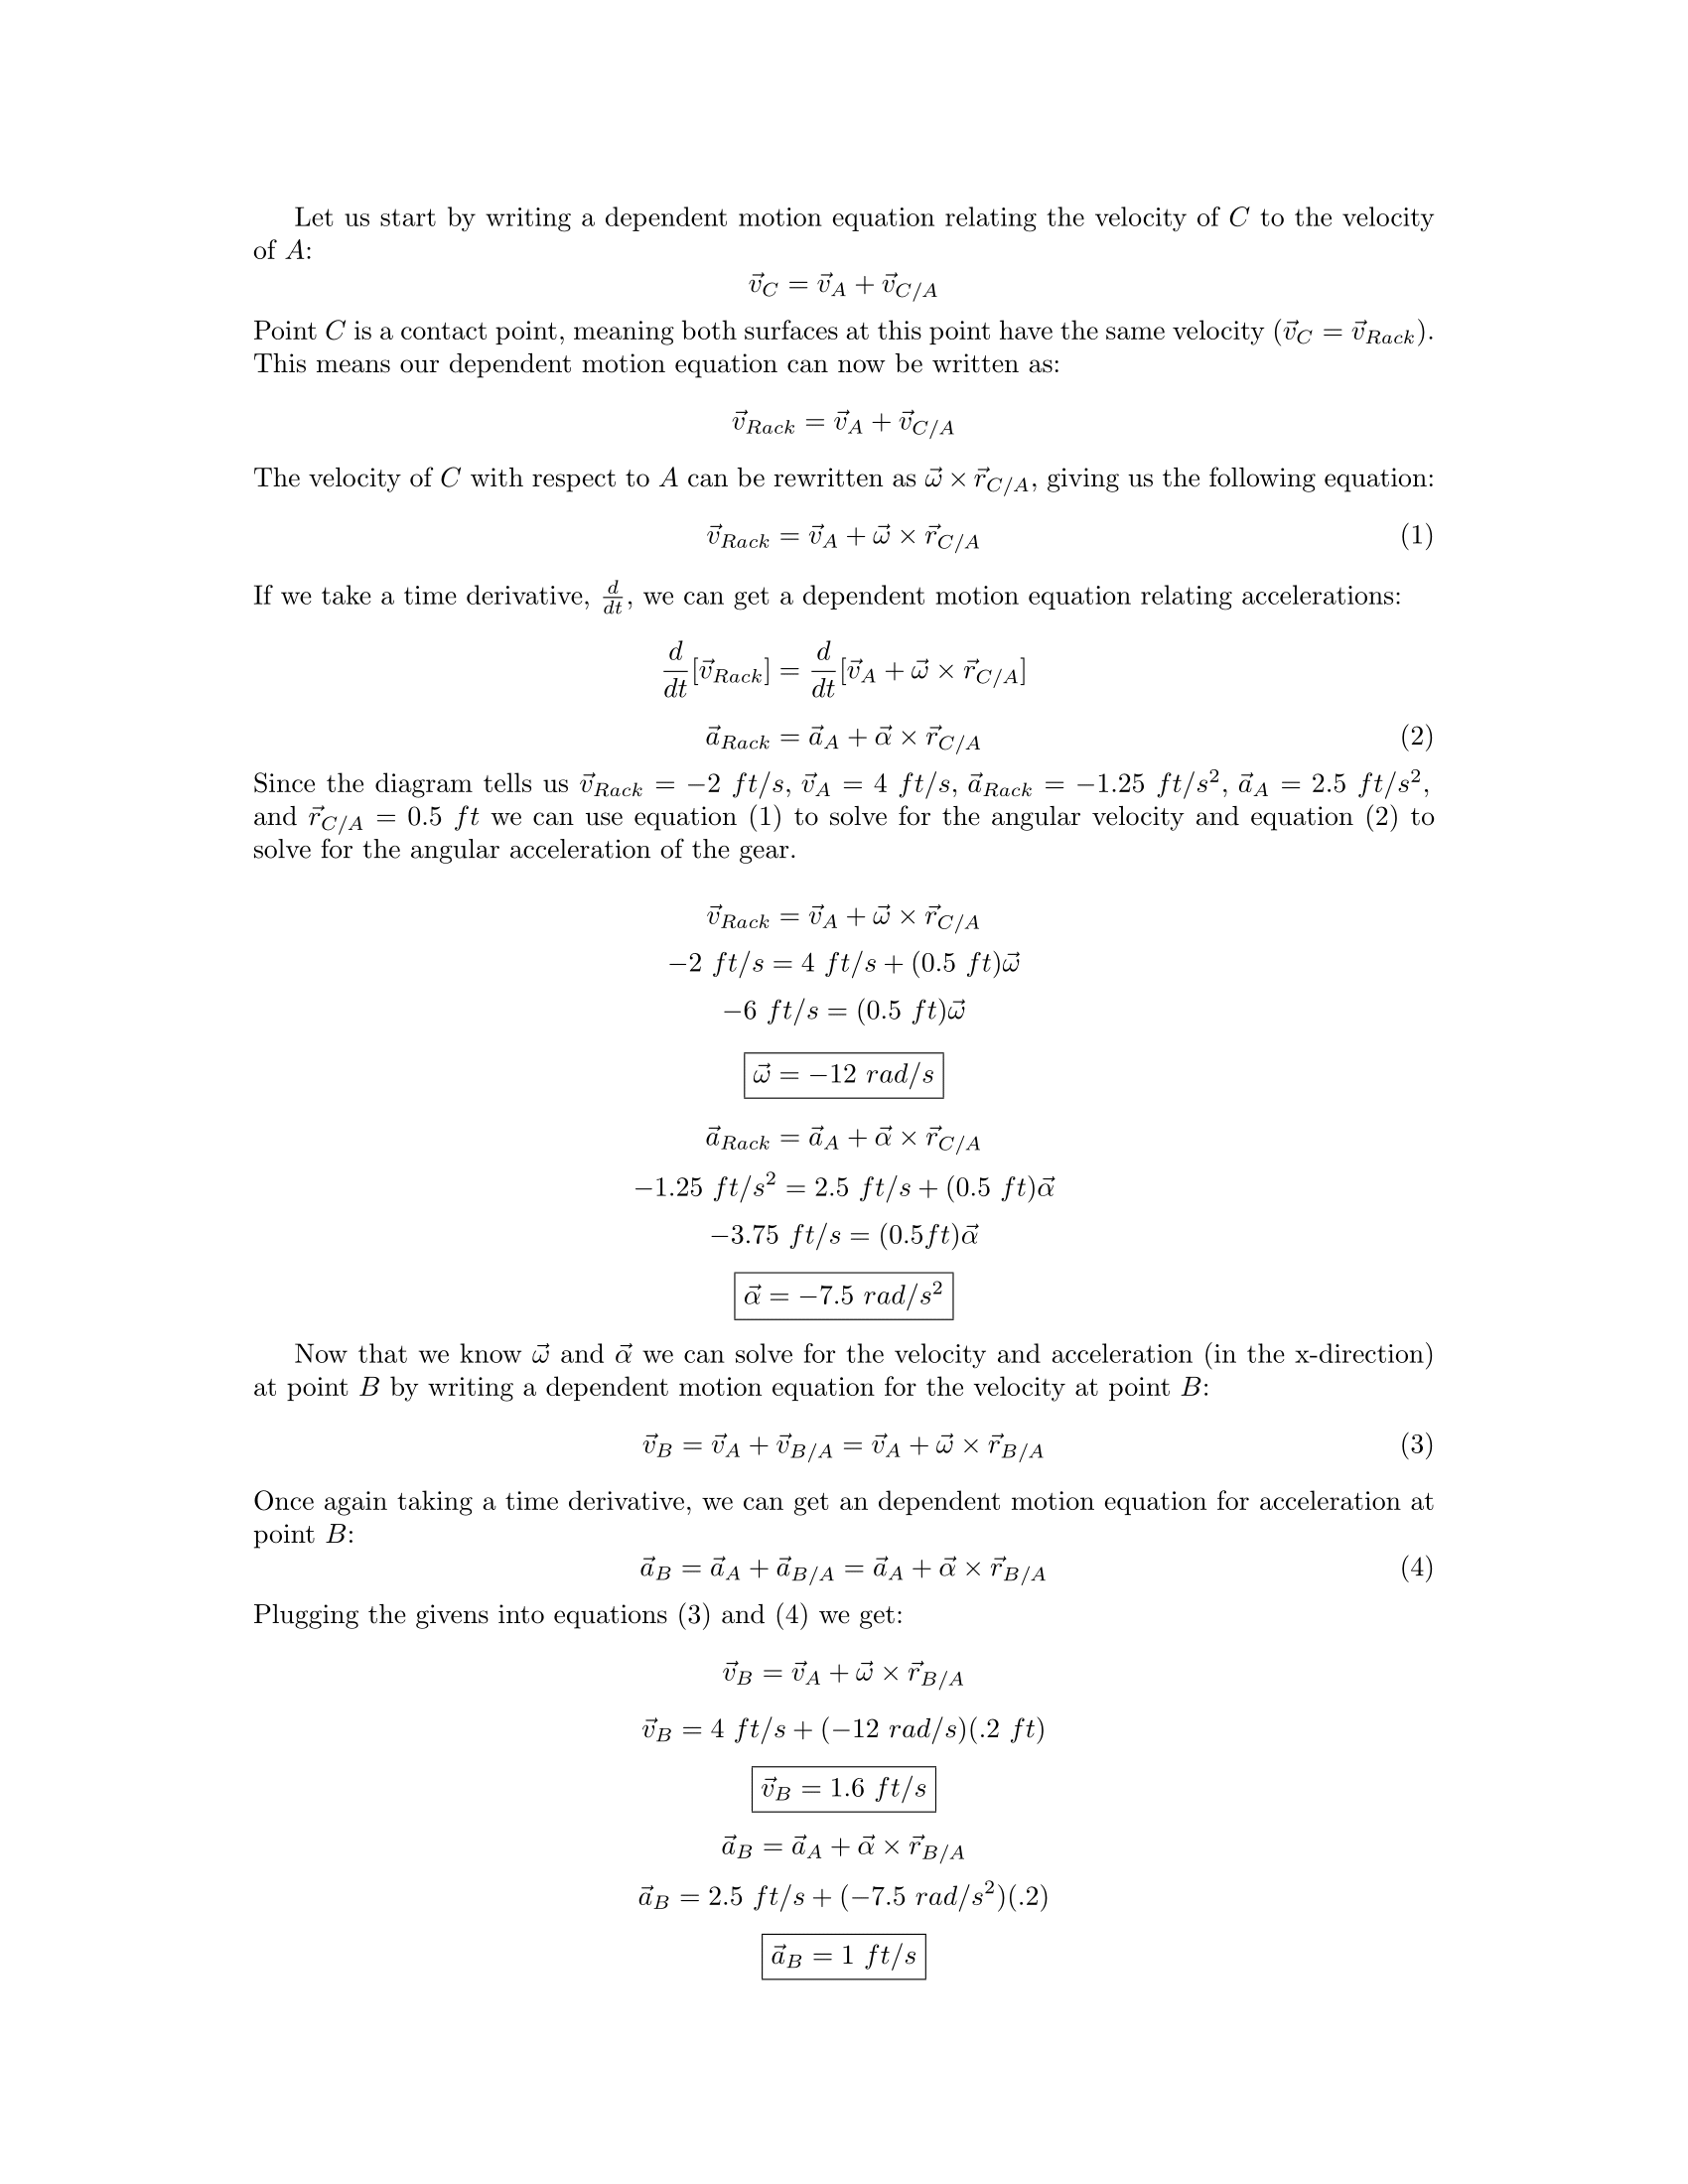 Let us start by writing a dependent motion equation relating the velocity of C to the velocity
of A:
$\vec{v}_C = \vec{v}_A + \vec{v}_{C/A}$
Point C is a contact point, meaning both surfaces at this point have the same velocity ($\vec{v}_C = \vec{v}_{Rack}$).
This means our dependent motion equation can now be written as:
$\vec{v}_{Rack} = \vec{v}_A + \vec{v}_{C/A}$
The velocity of C with respect to A can be rewritten as $\vec{\omega} \times \vec{r}_{C/A}$, giving us the following equation:
$\vec{v}_{Rack} = \vec{v}_A + \vec{\omega} \times \vec{r}_{C/A}$ (1)
If we take a time derivative, $\frac{d}{dt}$, we can get a dependent motion equation relating accelerations:
$\frac{d}{dt}[\vec{v}_{Rack}] = \frac{d}{dt}[\vec{v}_A + \vec{\omega} \times \vec{r}_{C/A}]$
$\vec{a}_{Rack} = \vec{a}_A + \vec{\alpha} \times \vec{r}_{C/A}$ (2)
Since the diagram tells us $\vec{v}_{Rack} = -2 \ ft/s$, $\vec{v}_A = 4 \ ft/s$, $\vec{a}_{Rack} = -1.25 \ ft/s^2$, $\vec{a}_A = 2.5 \ ft/s^2$,
and $\vec{r}_{C/A} = 0.5 \ ft$ we can use equation (1) to solve for the angular velocity and equation (2) to
solve for the angular acceleration of the gear.
$\vec{v}_{Rack} = \vec{v}_A + \vec{\omega} \times \vec{r}_{C/A}$
$-2 \ ft/s = 4 \ ft/s + (0.5 \ ft)\vec{\omega}$
$-6 \ ft/s = (0.5 \ ft)\vec{\omega}$
$\vec{\omega} = -12 \ rad/s$
$\vec{a}_{Rack} = \vec{a}_A + \vec{\alpha} \times \vec{r}_{C/A}$
$-1.25 \ ft/s^2 = 2.5 \ ft/s + (0.5 \ ft)\vec{\alpha}$
$-3.75 \ ft/s = (0.5ft)\vec{\alpha}$
$\vec{\alpha} = -7.5 \ rad/s^2$
Now that we know $\vec{\omega}$ and $\vec{\alpha}$ we can solve for the velocity and acceleration (in the x-direction)
at point B by writing a dependent motion equation for the velocity at point B:
$\vec{v}_B = \vec{v}_A + \vec{v}_{B/A} = \vec{v}_A + \vec{\omega} \times \vec{r}_{B/A}$ (3)
Once again taking a time derivative, we can get an dependent motion equation for acceleration at
point B:
$\vec{a}_B = \vec{a}_A + \vec{a}_{B/A} = \vec{a}_A + \vec{\alpha} \times \vec{r}_{B/A}$ (4)
Plugging the givens into equations (3) and (4) we get:
$\vec{v}_B = \vec{v}_A + \vec{\omega} \times \vec{r}_{B/A}$
$\vec{v}_B = 4 \ ft/s + (-12 \ rad/s)(.2 \ ft)$
$\vec{v}_B = 1.6 \ ft/s$
$\vec{a}_B = \vec{a}_A + \vec{\alpha} \times \vec{r}_{B/A}$
$\vec{a}_B = 2.5 \ ft/s + (-7.5 \ rad/s^2)(.2)$
$\vec{a}_B = 1 \ ft/s$